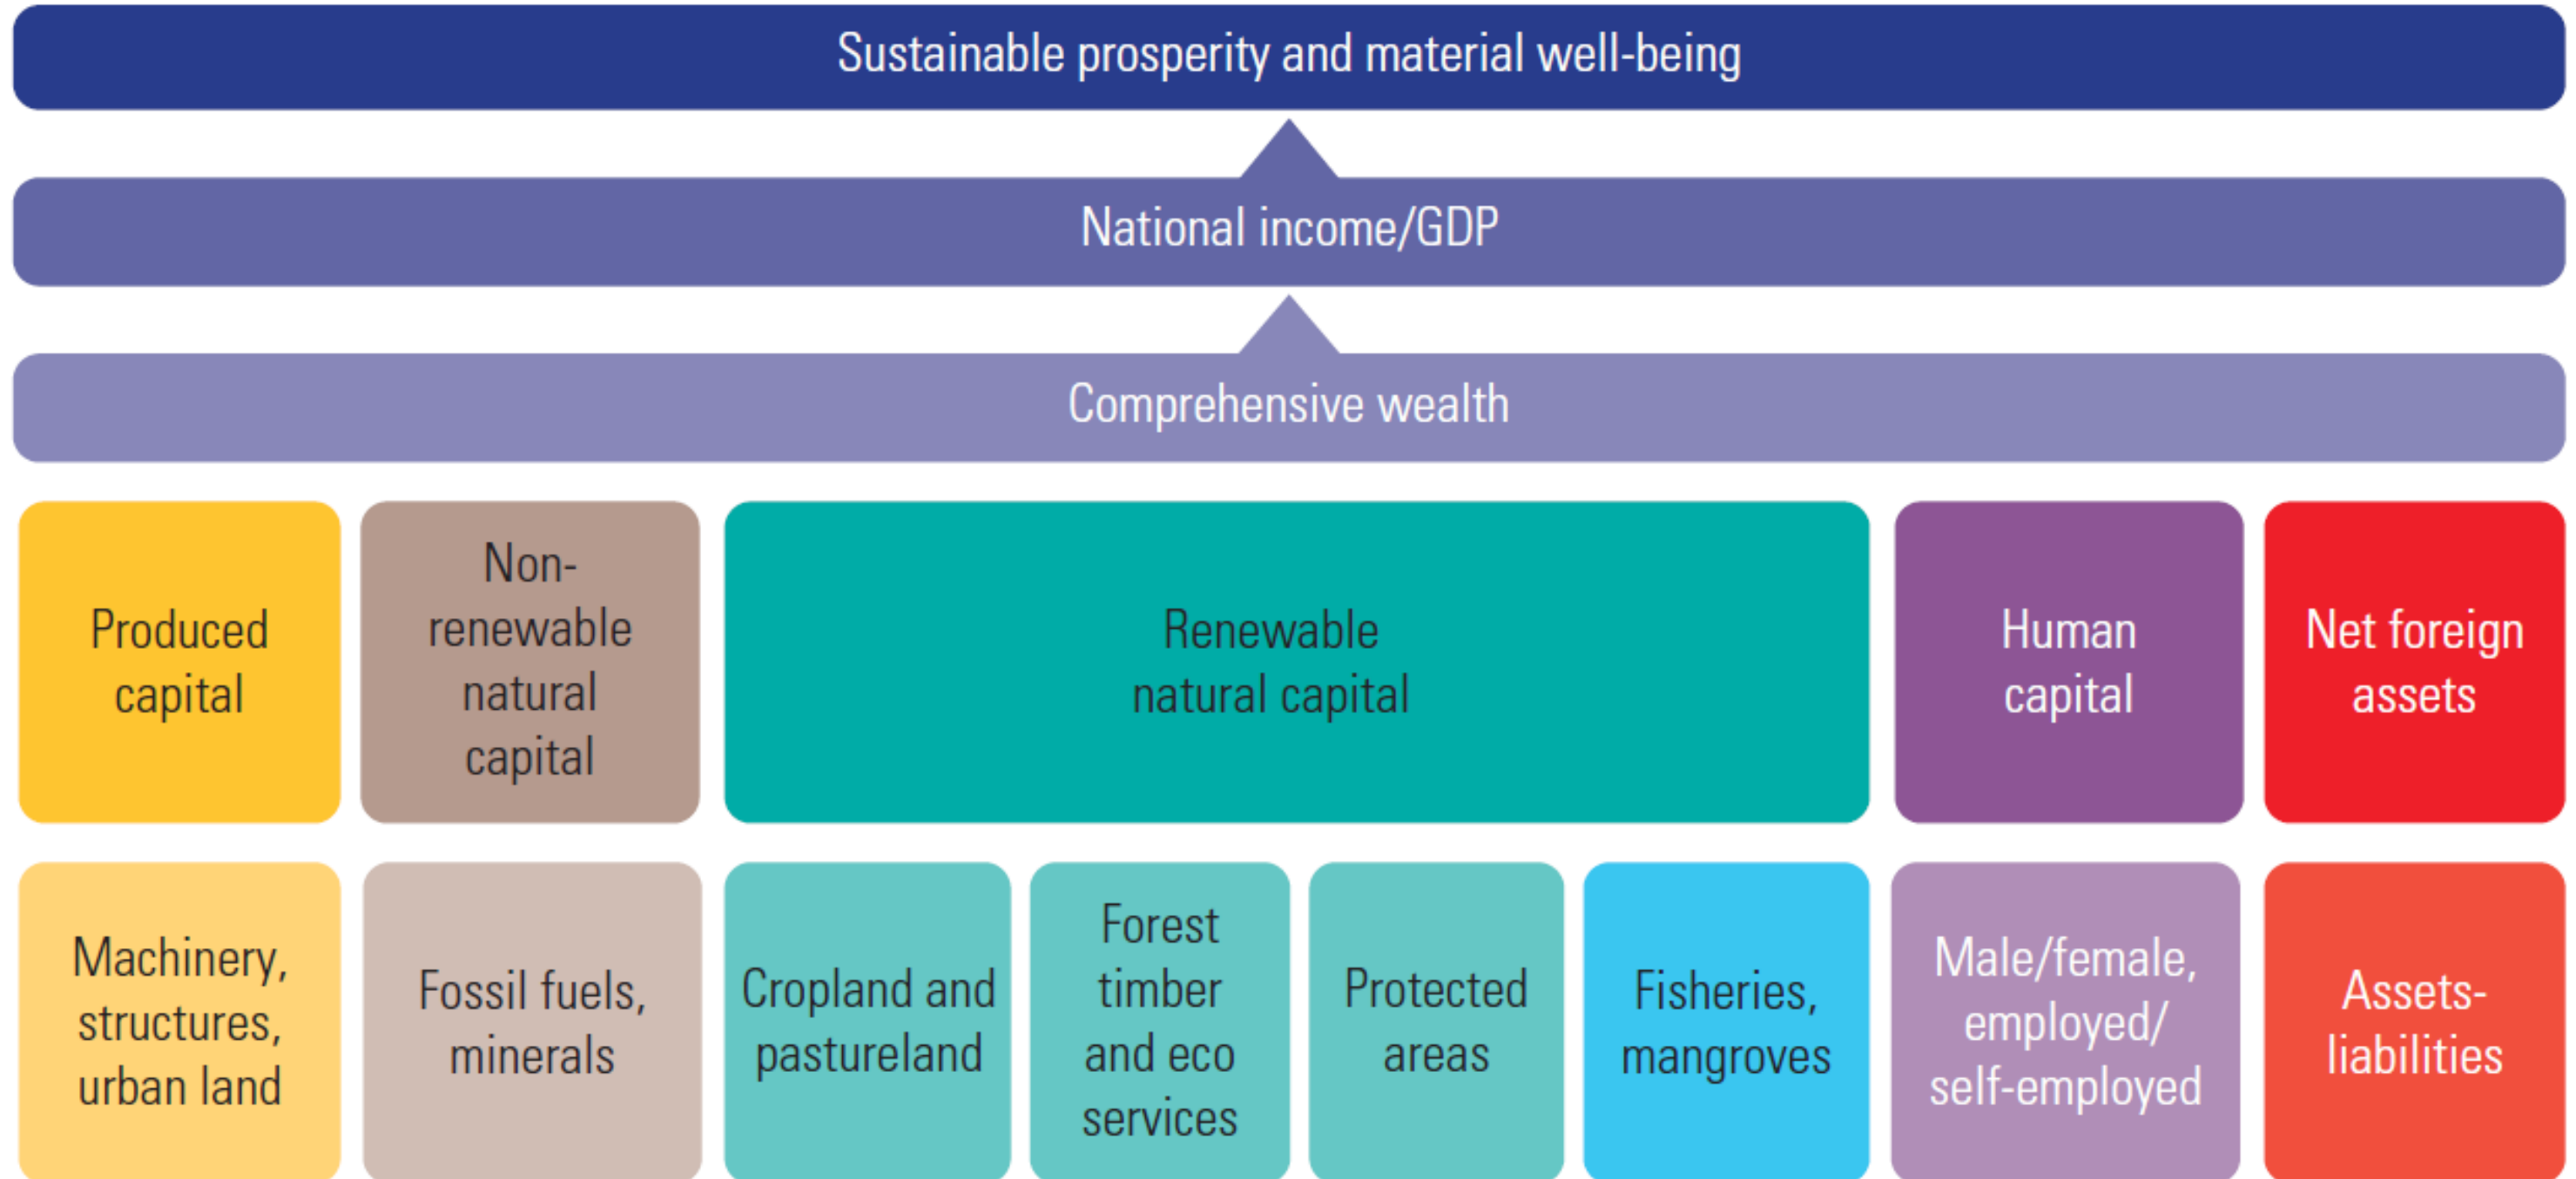 Sustainable prosperity and material well-being
National income/GDP
Comprehensive wealth
Produced
capital
Non-
renewable
natural
capital
Renewable
natural capital
Human
capital
Net foreign
assets
Machinery,
structures,
urban land
Fossil fuels,
minerals
Cropland and
pastureland
Forest
timber
and eco
services
Protected
areas
Fisheries,
mangroves
Male/female,
employed/
self-employed
Assets-
liabilities